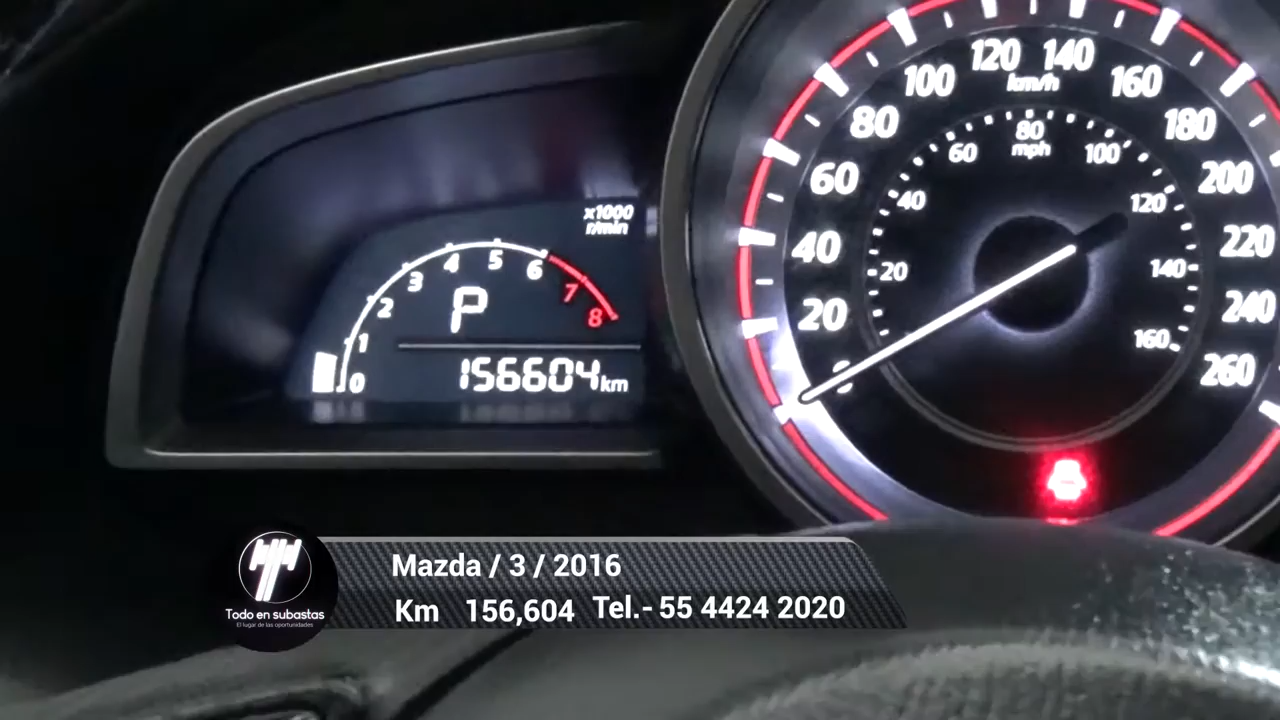 x1000
r/min
0 1 2 3 4 5 6 7 8
P
156604 km
20 40 60 80 100 120 140 160 180 200 220 240 260
km/h
20 40 60 80 100 120 140 160
mph
Todo en subastas
El lugar de las oportunidades
Mazda / 3 / 2016
Km 156,604 Tel.- 55 4424 2020